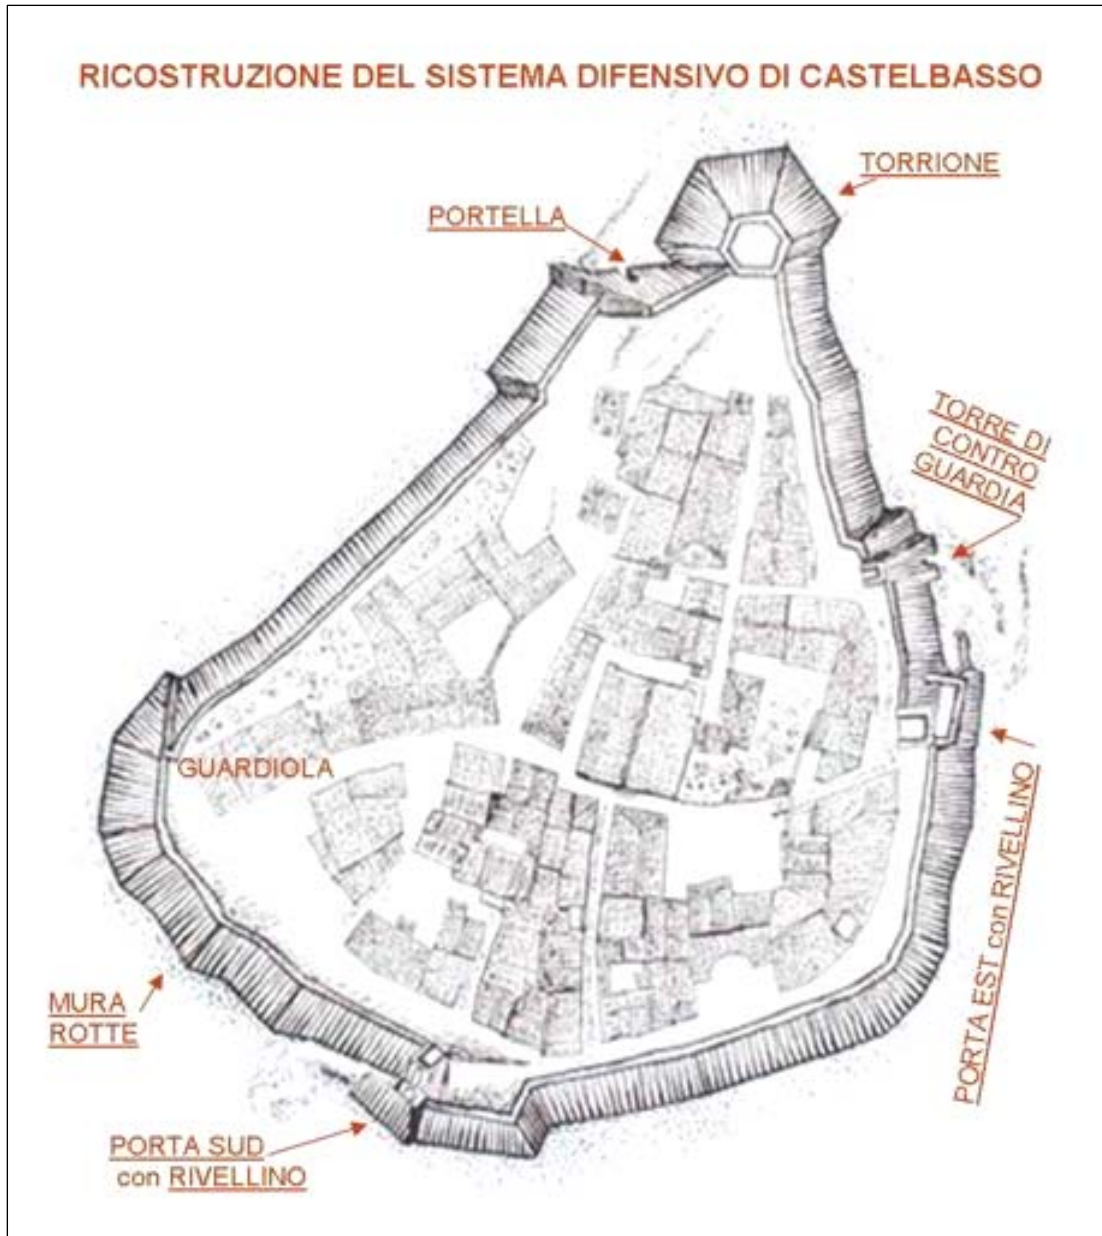 RICOSTRUZIONE DEL SISTEMA DIFENSIVO DI CASTELBASSO
TORRIONE
PORTELLA
TORRE DI
CONTRO
GUARDIA
GUARDIOLA
PORTA EST con RIVELLINO
MURA
ROTTE
PORTA SUD
con RIVELLINO